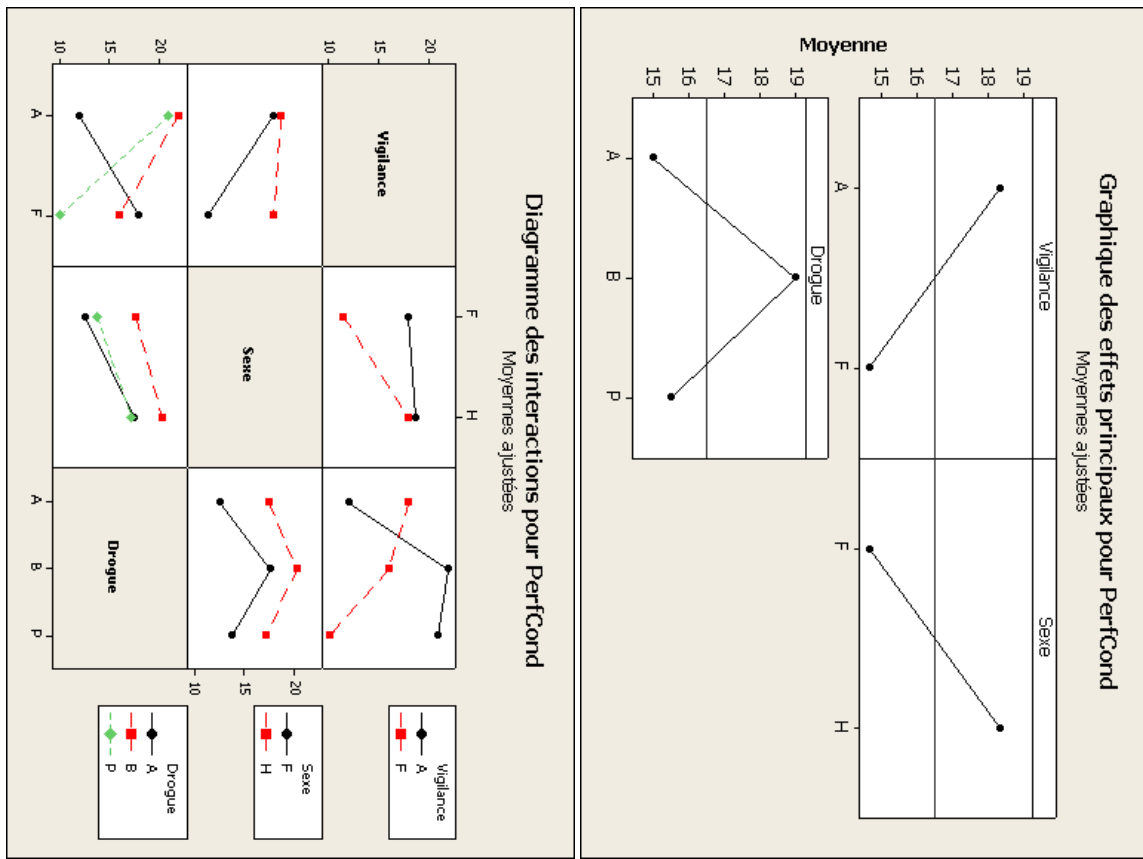 Graphique des effets principaux pour PerfCond
Moyennes ajustées
Vigilance Sexe
19
18
17
16
15
A F F H
Moyenne
Drogue
19
18
17
16
15
A B P
Diagramme des interactions pour PerfCond
Moyennes ajustées
F H A B P
20
15
10
Vigilance
Vigilance
A
F
20
15
10
Sexe
Sexe
F
H
20
15
10
Drogue
Drogue
A
B
P
A F